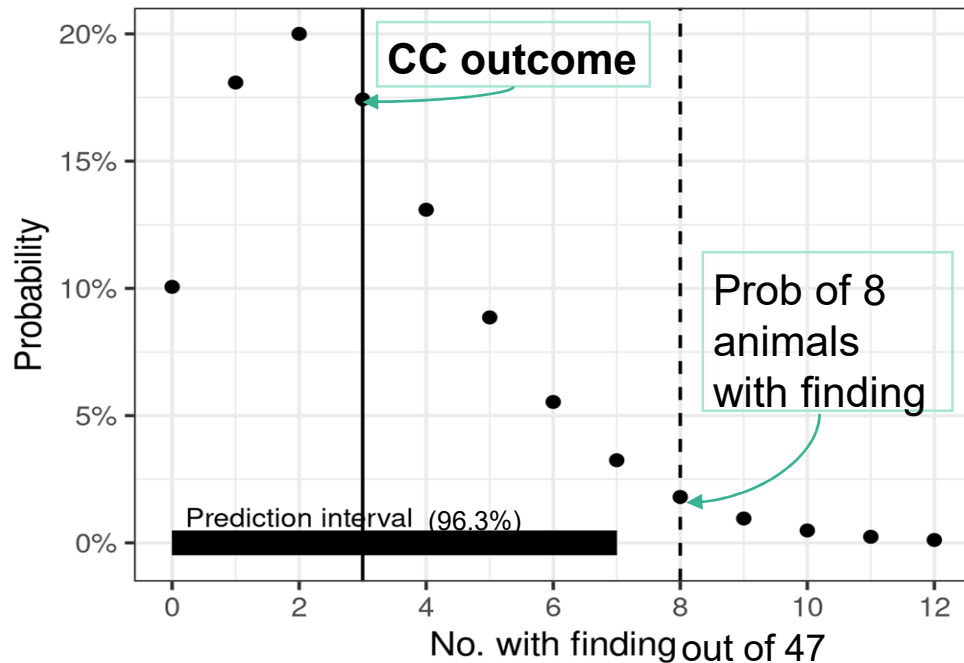 20%
CC outcome
15%
Probability
10%
Prob of 8
animals
with finding
5%
Prediction interval (96.3%)
0%
0 2 4 6 8 10 12
No. with finding out of 47